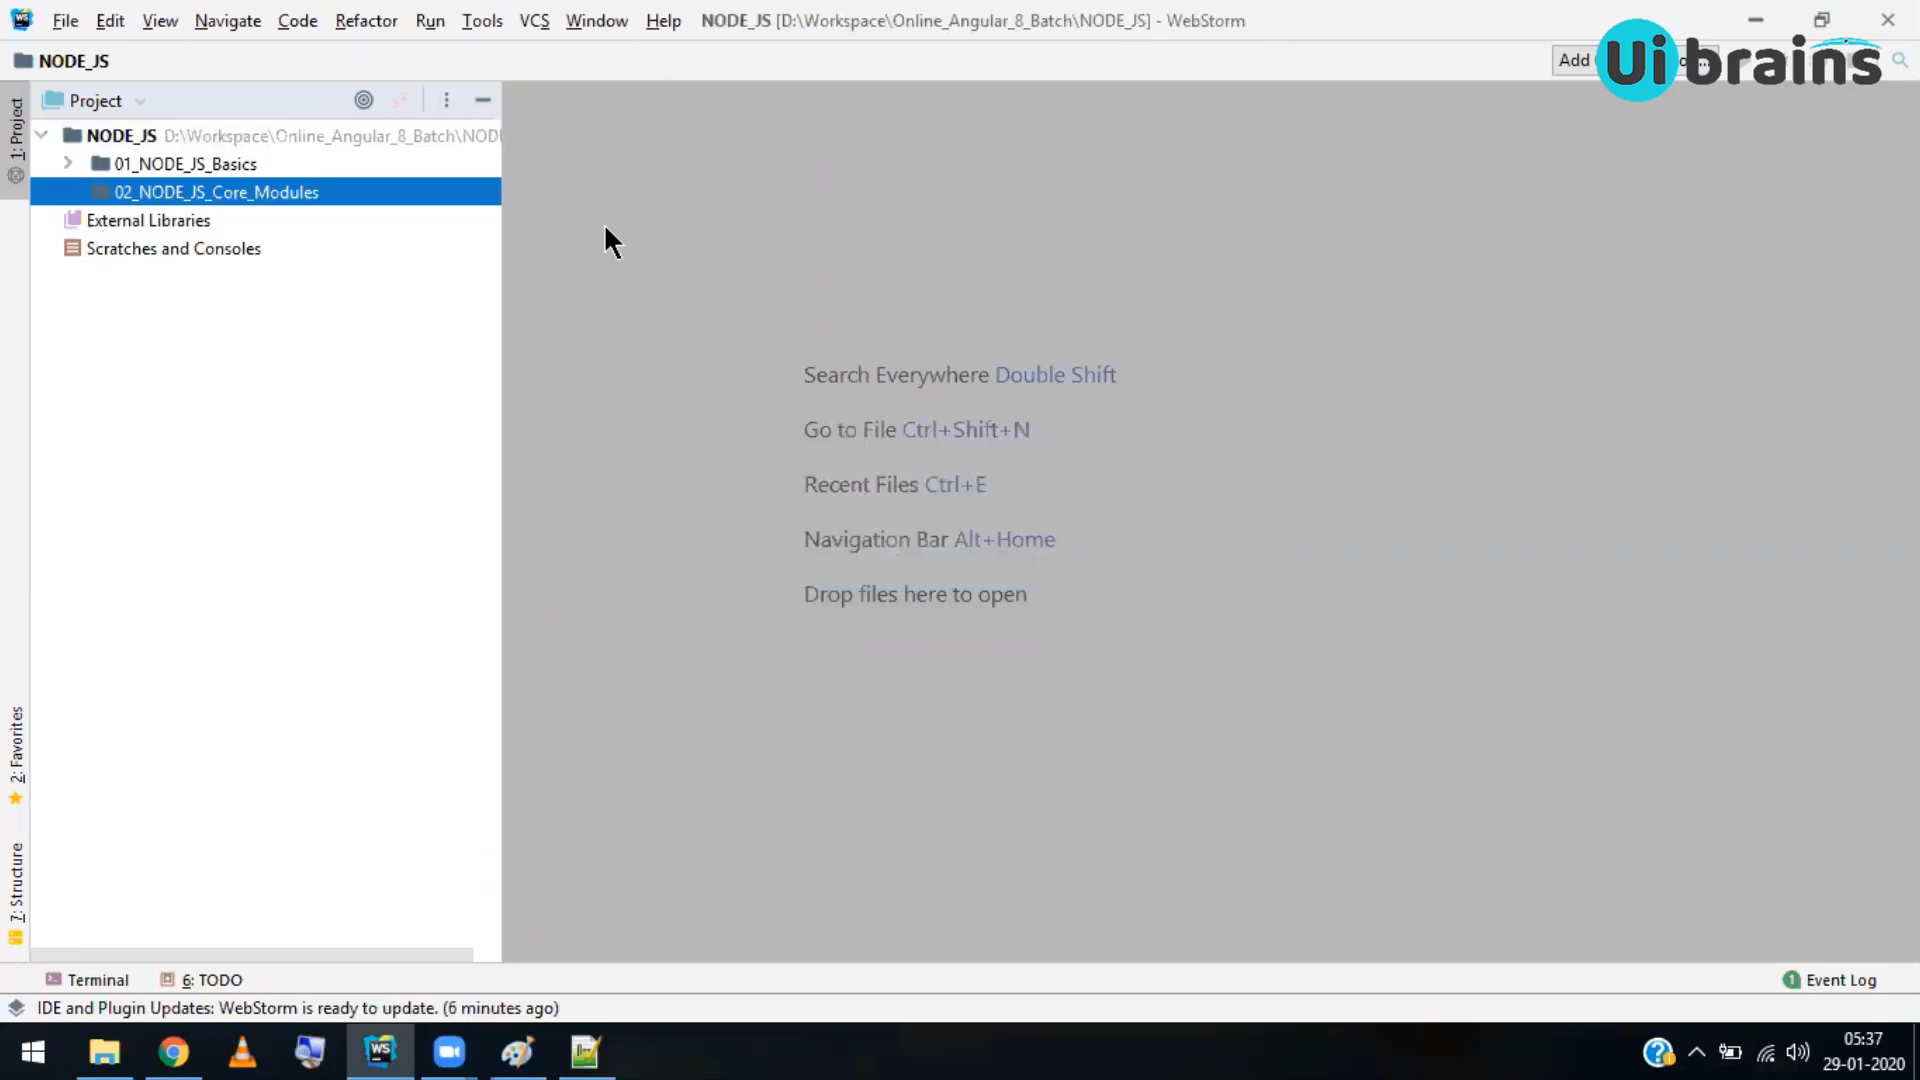 File Edit View Navigate Code Refactor Run Tools VCS Window Help NODE_JS [D:\Workspace\Online_Angular_8_Batch\NODE_JS] - WebStorm
NODE_JS
Add
Uibrains
1: Project
Project
NODE_JS D:\Workspace\Online_Angular_8_Batch\NOD
01_NODE_JS_Basics
02_NODE_JS_Core_Modules
External Libraries
Scratches and Consoles
Search Everywhere Double Shift
Go to File Ctrl+Shift+N
Recent Files Ctrl+E
Navigation Bar Alt+Home
Drop files here to open
2: Favorites
7: Structure
Terminal
6: TODO
1 Event Log
IDE and Plugin Updates: WebStorm is ready to update. (6 minutes ago)
WS
05:37
29-01-2020